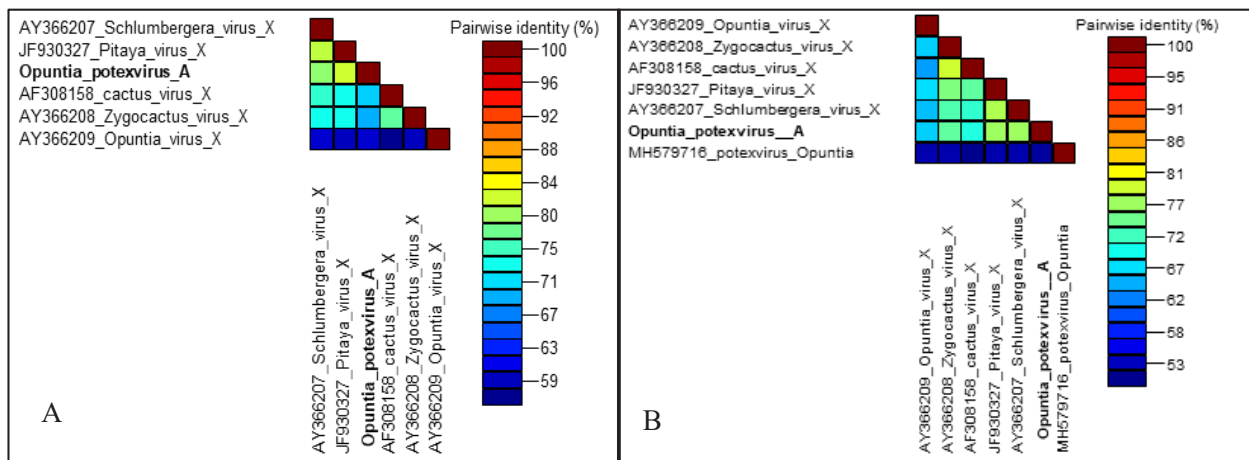 AY366207_Schlumbergera_virus_X
JF930327_Pitaya_virus_X
Opuntia_potexvirus_A
AF308158_cactus_virus_X
AY366208_Zygocactus_virus_X
AY366209_Opuntia_virus_X
Pairwise identity (%)
100
96
92
88
84
80
75
71
67
63
59
AY366207_Schlumbergera_virus_X
JF930327_Pitaya_virus_X
Opuntia_potexvirus_A
AF308158_cactus_virus_X
AY366208_Zygocactus_virus_X
AY366209_Opuntia_virus_X
A
AY366209_Opuntia_virus_X
AY366208_Zygocactus_virus_X
AF308158_cactus_virus_X
JF930327_Pitaya_virus_X
AY366207_Schlumbergera_virus_X
Opuntia_potexvirus__A
MH579716_potexvirus_Opuntia
Pairwise identity (%)
100
95
91
86
81
77
72
67
62
58
53
AY366209_Opuntia_virus_X
AY366208_Zygocactus_virus_X
AF308158_cactus_virus_X
JF930327_Pitaya_virus_X
AY366207_Schlumbergera_virus_X
Opuntia_potexvirus__A
MH579716_potexvirus_Opuntia
B